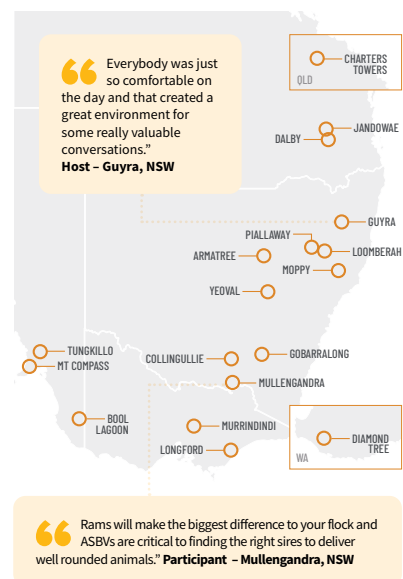 Everybody was just
so comfortable on
the day and that created a
great environment for
some really valuable
conversations.”
Host – Guyra, NSW
CHARTERS
TOWERS
QLD
JANDOWAE
DALBY
GUYRA
PIALLAWAY
LOOMBERAH
ARMATREE
MOPPY
YEOVAL
TUNGKILLO
MT COMPASS
COLLINGULLIE
GOBARRALONG
MULLENGANDRA
BOOL
LAGOON
MURRINDINDI
LONGFORD
DIAMOND
TREE
WA
“ Rams will make the biggest difference to your flock and
ASBVs are critical to finding the right sires to deliver
well rounded animals.” Participant – Mullengandra, NSW